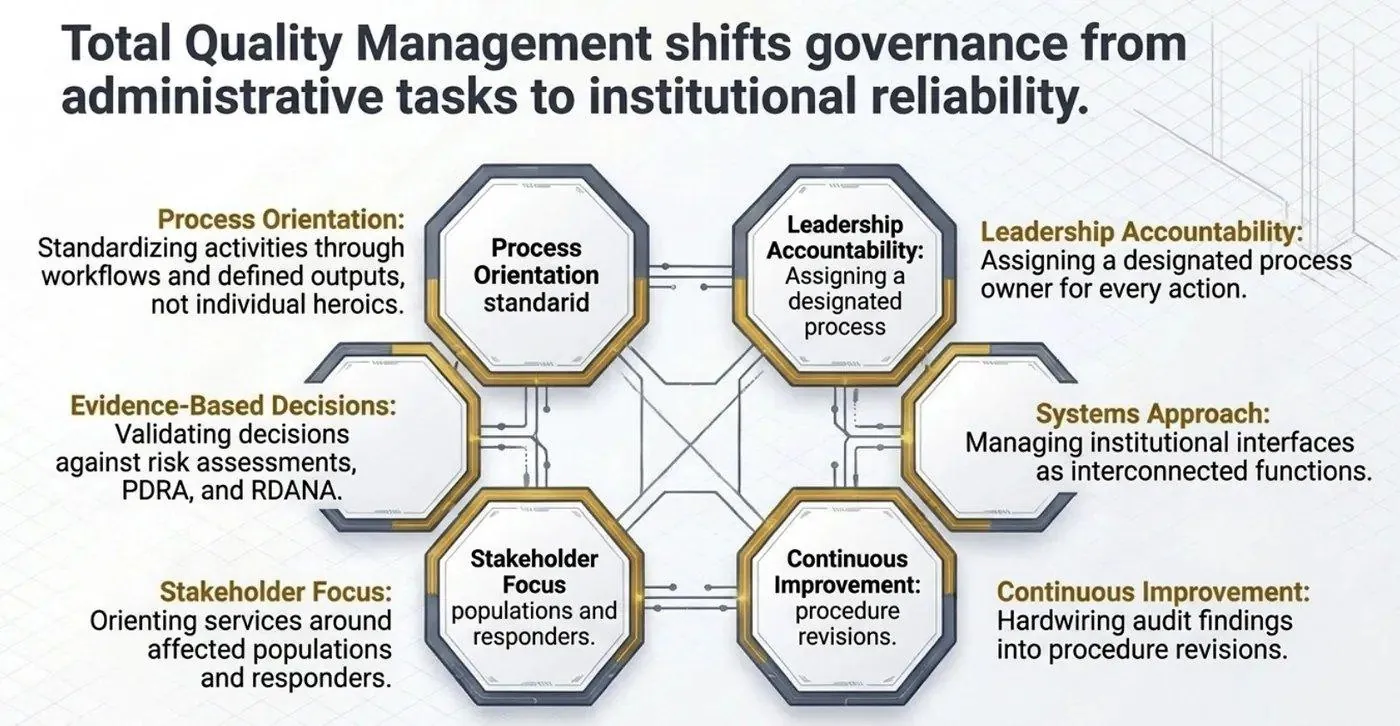 Total Quality Management shifts governance from
administrative tasks to institutional reliability.
Process Orientation:
Standardizing activities through
workflows and defined outputs,
not individual heroics.
Process
Orientation
standarid
Leadership
Accountability:
Assigning a
designated
process
Leadership Accountability:
Assigning a designated process
owner for every action.
Evidence-Based Decisions:
Validating decisions
against risk assessments,
PDRA, and RDANA.
Systems Approach:
Managing institutional interfaces
as interconnected functions.
Stakeholder Focus:
Orienting services around
affected populations
and responders.
Stakeholder
Focus
populations and
responders.
Continuous
Improvement:
procedure
revisions.
Continuous Improvement:
Hardwiring audit findings
into procedure revisions.